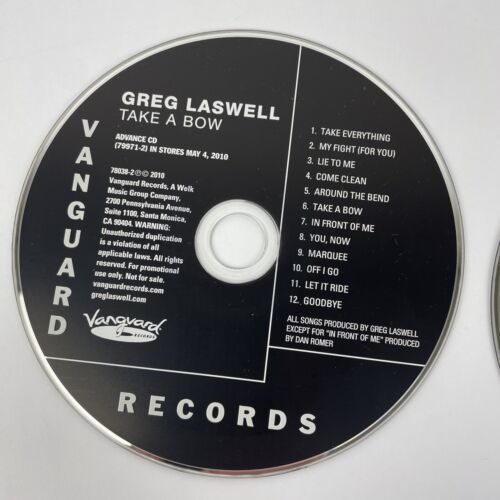 GREG LASWELL
TAKE A BOW
ADVANCE CD
(79971-2) IN STORES MAY 4, 2010
78038-2 ℗ © 2010
Vanguard Records, A Welk
Music Group Company,
2700 Pennsylvania Avenue,
Suite 1100, Santa Monica,
CA 90404. WARNING:
Unauthorized duplication
is a violation of all
applicable laws. All rights
reserved. For promotional
use only. Not for sale.
vanguardrecords.com
greglaswell.com
Vanguard
RECORDS
VANGUARD
1. TAKE EVERYTHING
2. MY FIGHT (FOR YOU)
3. LIE TO ME
4. COME CLEAN
5. AROUND THE BEND
6. TAKE A BOW
7. IN FRONT OF ME
8. YOU, NOW
9. MARQUEE
10. OFF I GO
11. LET IT RIDE
12. GOODBYE
ALL SONGS PRODUCED BY GREG LASWELL
EXCEPT FOR "IN FRONT OF ME" PRODUCED
BY DAN ROMER
RECORDS